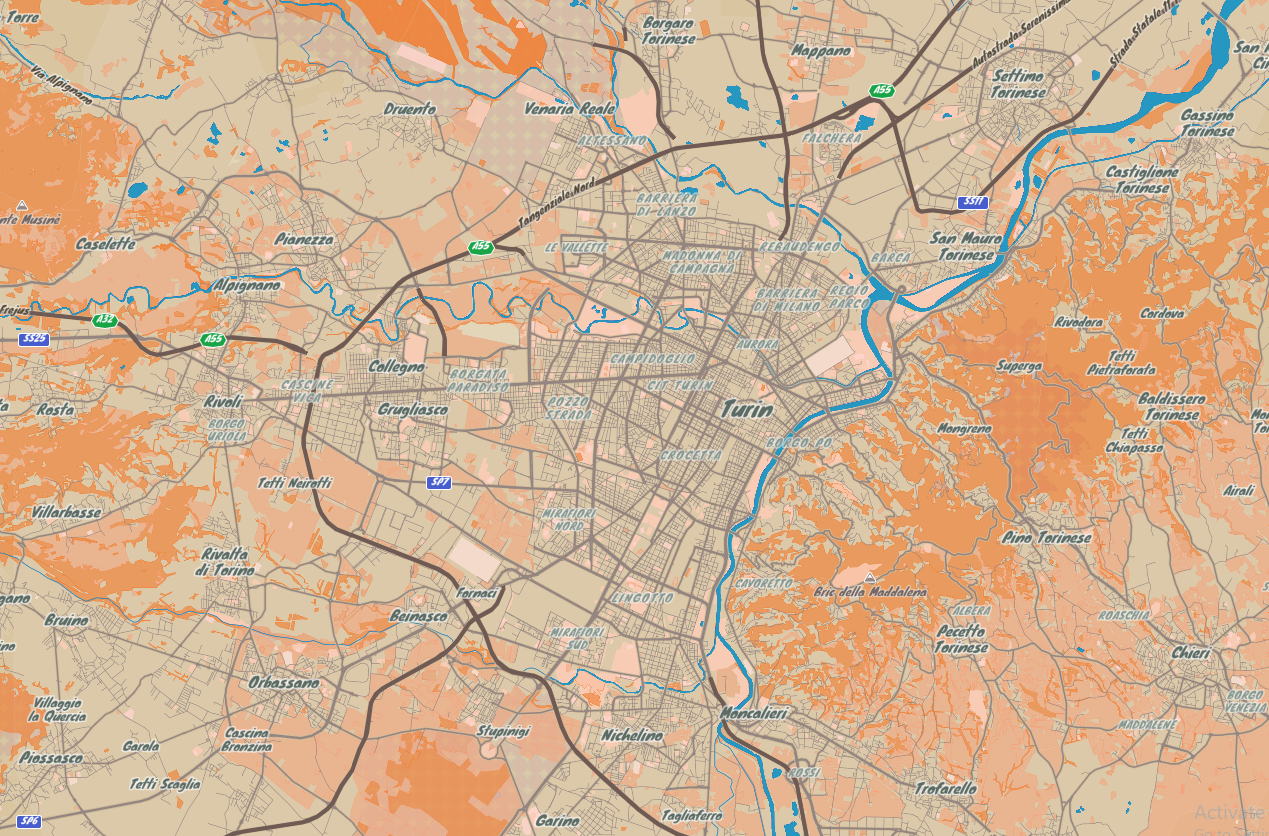 Torre
Borgaro
Torinese
Mappano
Autostrada Serenissima
Via Alpignano
Druento
Venaria Reale
A55
Settimo
Torinese
Gassino
Torinese
ALTESSANO
FALCHERA
Castiglione
Torinese
Tangenziale Nord
BARRIERA
DI LANZO
SS11
Caselette
Pianezza
A55
LE VALLETTE
MADONNA DI
CAMPAGNA
REBAUDENGO
BARCA
San Mauro
Torinese
Alpignano
BARRIERA
DI MILANO
REGIO
PARCO
Frejus
A32
SS25
A55
Rivodora
Cordova
AURORA
CAMPIDOGLIO
Collegno
BORGATA
PARADISO
CIT TURIN
Superga
Tetti
Pietraforata
CASCINE
VICA
Rosta
Rivoli
Grugliasco
POZZO
STRADA
Turin
Baldissero
Torinese
BORGO
URIOLA
BORGO PO
Mongreno
Tetti
Chiapasso
CROCETTA
Tetti Neirotti
SP7
Airali
Villarbasse
MIRAFIORI
NORD
Pino Torinese
Rivalta
di Torino
CAVORETTO
Bric della Maddalena
Fornaci
LINGOTTO
Bruino
Beinasco
ALBERA
ROASCHIA
MIRAFIORI
SUD
Pecetto
Torinese
Chieri
Orbassano
BORGO
VENEZIA
Villaggio
la Quercia
Moncalieri
MADDALENE
Stupinigi
Nichelino
Garola
Cascina
Bronzina
Piossasco
Tetti Scaglia
ROSSI
Trofarello
SP6
Garino
Tagliaferro
Activate